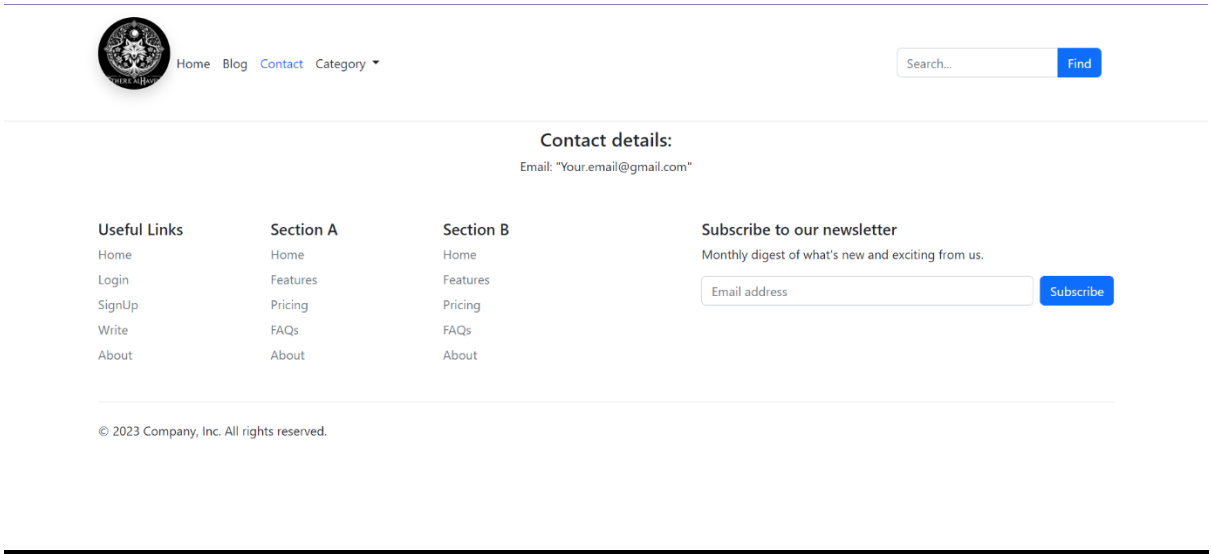 Home Blog Contact Category
Search... Find
Contact details:
Email: "Your.email@gmail.com"
Useful Links
Home
Login
SignUp
Write
About
Section A
Home
Features
Pricing
FAQs
About
Section B
Home
Features
Pricing
FAQs
About
Subscribe to our newsletter
Monthly digest of what's new and exciting from us.
Email address Subscribe
© 2023 Company, Inc. All rights reserved.